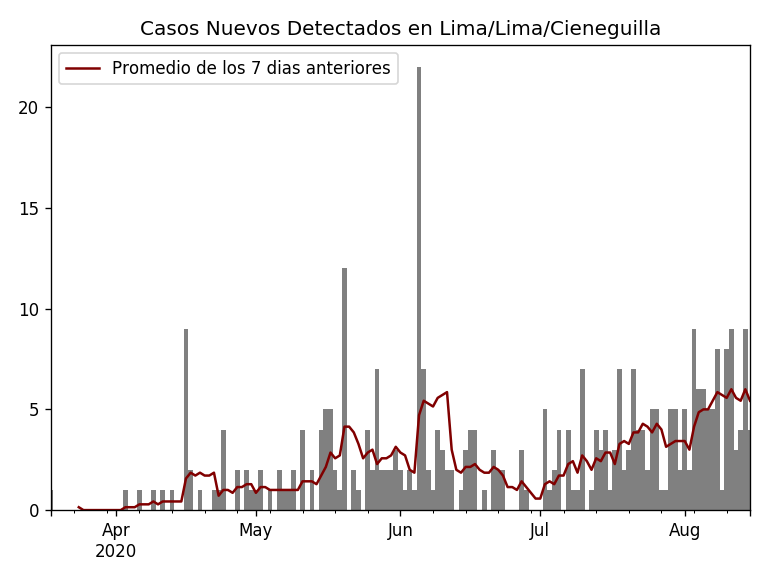 Casos Nuevos Detectados en Lima/Lima/Cieneguilla
Promedio de los 7 dias anteriores
20
15
10
5
0
Apr May Jun Jul Aug
2020